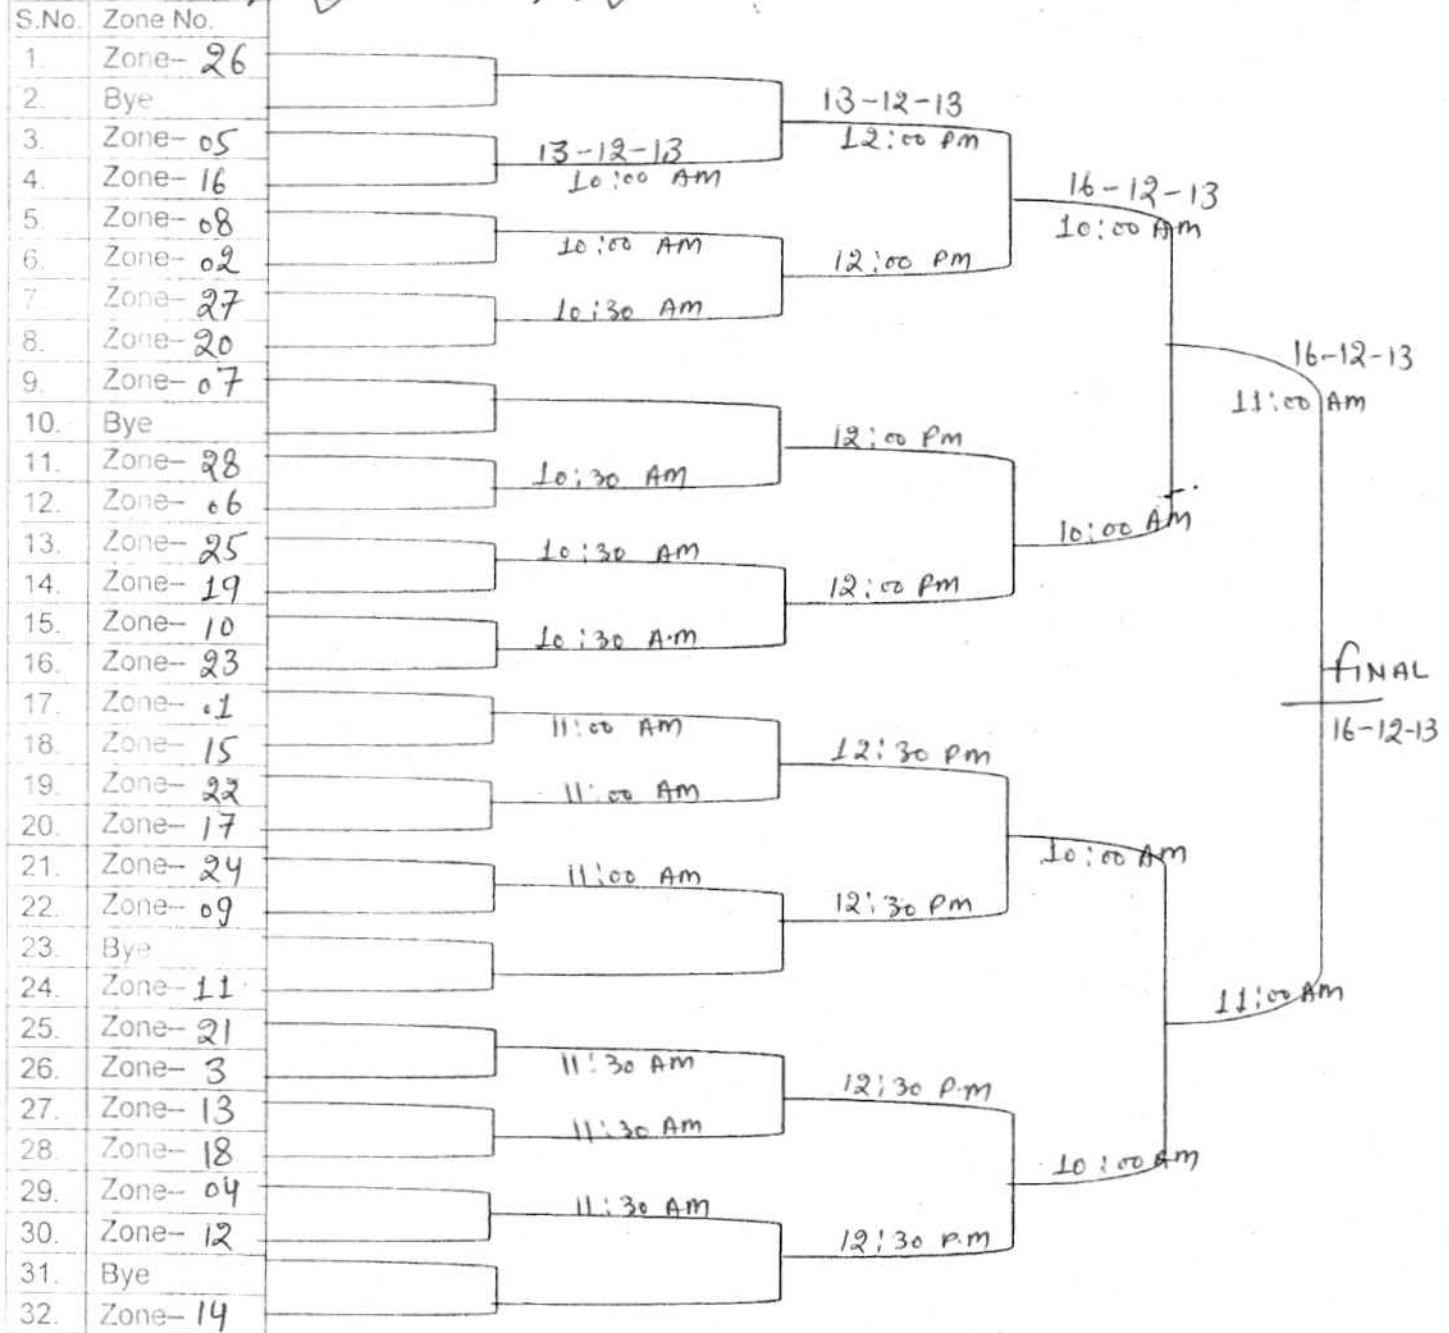 S.No. Zone No.
1. Zone- 26
2. Bye
3. Zone- 05
4. Zone- 16
5. Zone- 08
6. Zone- 02
7. Zone- 27
8. Zone- 20
9. Zone- 07
10. Bye
11. Zone- 28
12. Zone- 06
13. Zone- 25
14. Zone- 19
15. Zone- 10
16. Zone- 23
17. Zone- 01
18. Zone- 15
19. Zone- 22
20. Zone- 17
21. Zone- 24
22. Zone- 09
23. Bye
24. Zone- 11
25. Zone- 21
26. Zone- 3
27. Zone- 13
28. Zone- 18
29. Zone- 04
30. Zone- 12
31. Bye
32. Zone- 14
13-12-13
10:00 AM
10:00 AM
10:30 AM
10:30 AM
10:30 AM
10:30 A.M
11:00 AM
11:00 AM
11:00 AM
11:30 AM
11:30 AM
11:30 AM
13-12-13
12:00 PM
12:00 PM
12:00 PM
12:00 PM
12:30 PM
12:30 PM
12:30 P.M
12:30 P.M
16-12-13
10:00 AM
10:00 AM
10:00 AM
10:00 AM
16-12-13
11:00 AM
11:00 AM
FINAL
16-12-13